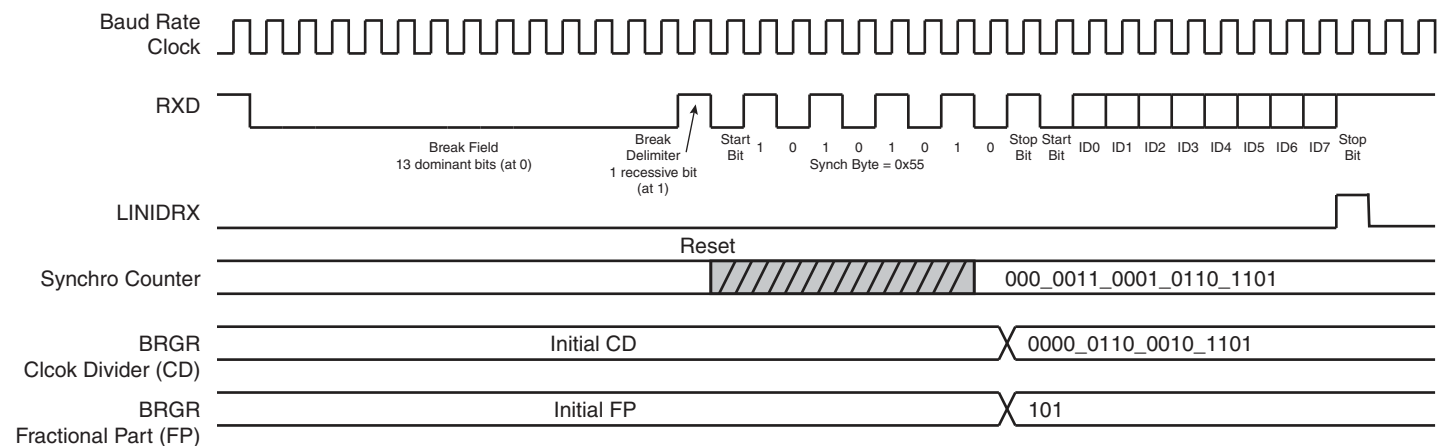 Baud Rate
Clock
RXD
Break Field
13 dominant bits (at 0)
Break
Delimiter
1 recessive bit
(at 1)
Start
Bit
1 0 1 0 1 0 1 0
Synch Byte = 0x55
Stop
Bit
Start
Bit
ID0 ID1 ID2 ID3 ID4 ID5 ID6 ID7
Stop
Bit
LINIDRX
Reset
Synchro Counter
000_0011_0001_0110_1101
BRGR
Clcok Divider (CD)
Initial CD
0000_0110_0010_1101
BRGR
Fractional Part (FP)
Initial FP
101